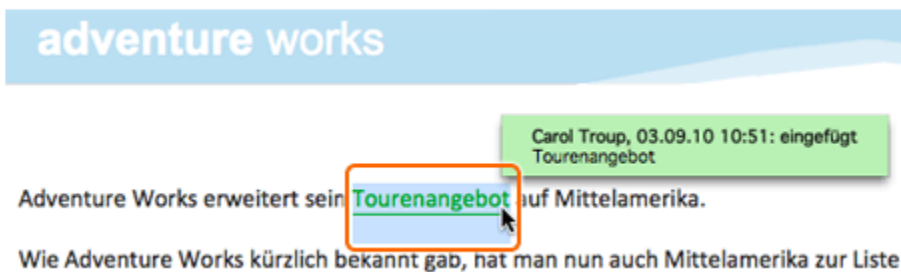 adventure works
Carol Troup, 03.09.10 10:51: eingefügt
Tourenangebot
Adventure Works erweitert sein Tourenangebot auf Mittelamerika.
Wie Adventure Works kürzlich bekannt gab, hat man nun auch Mittelamerika zur Liste